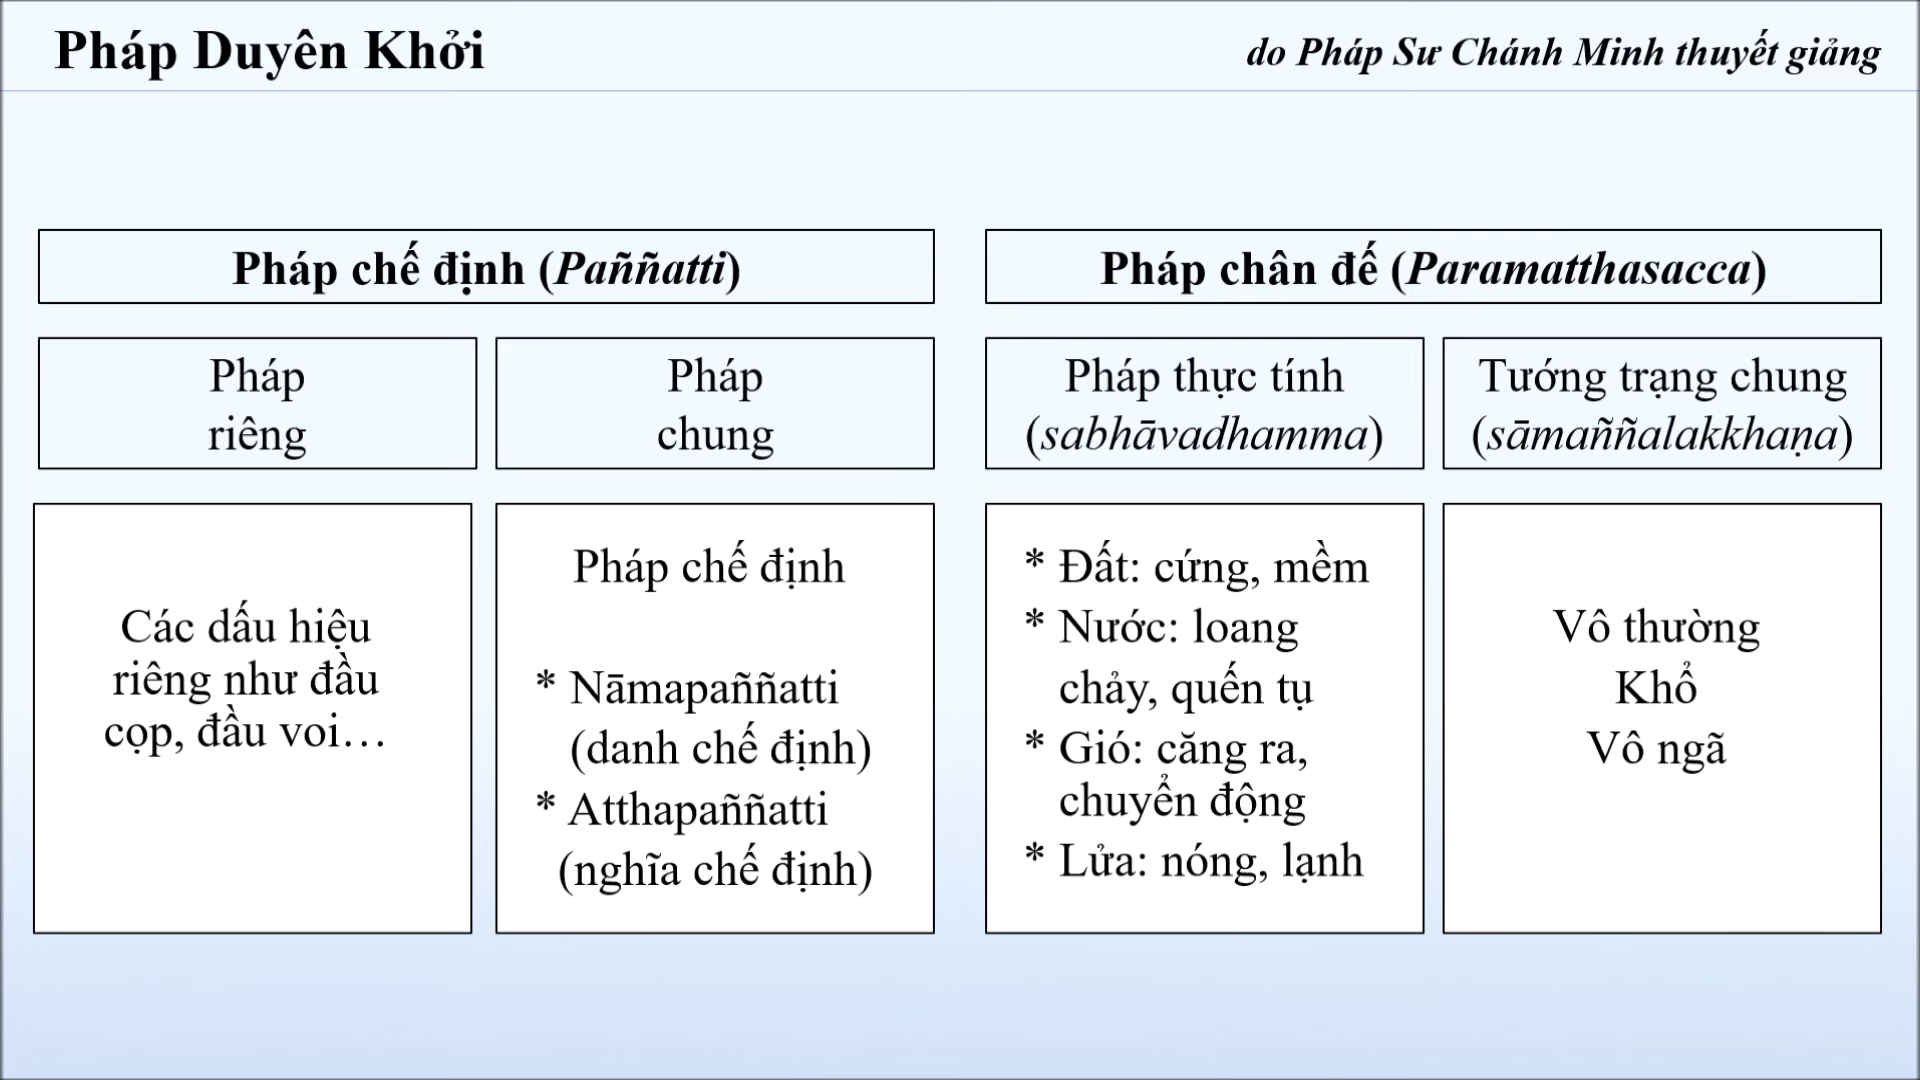 Pháp Duyên Khởi
do Pháp Sư Chánh Minh thuyết giảng
Pháp chế định (Paññatti)
Pháp
riêng
Pháp
chung
Các dấu hiệu
riêng như đầu
cọp, đầu voi…
Pháp chế định
* Nāmapaññatti
(danh chế định)
* Atthapaññatti
(nghĩa chế định)
Pháp chân đế (Paramatthasacca)
Pháp thực tính
(sabhāvadhamma)
Tướng trạng chung
(sāmaññalakkhaṇa)
* Đất: cứng, mềm
* Nước: loang
chảy, quến tụ
* Gió: căng ra,
chuyển động
* Lửa: nóng, lạnh
Vô thường
Khổ
Vô ngã